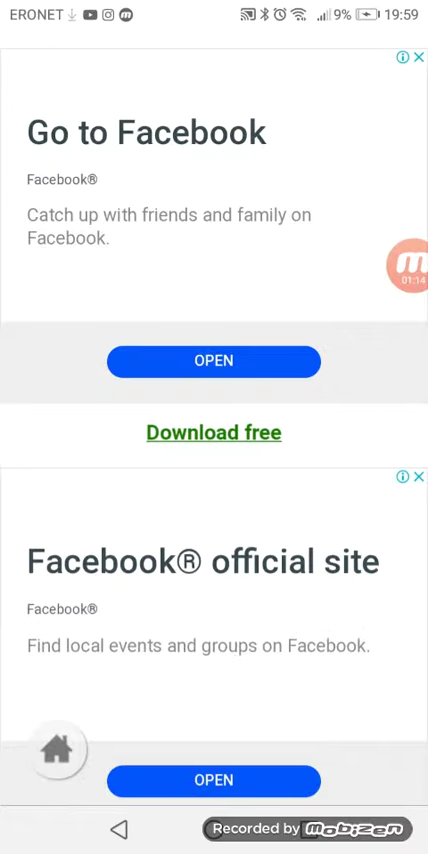 ERONET 9% 19:59
Go to Facebook
Facebook®
Catch up with friends and family on
Facebook.
01:14
OPEN
Download free
Facebook® official site
Facebook®
Find local events and groups on Facebook.
OPEN
Recorded by mobizen